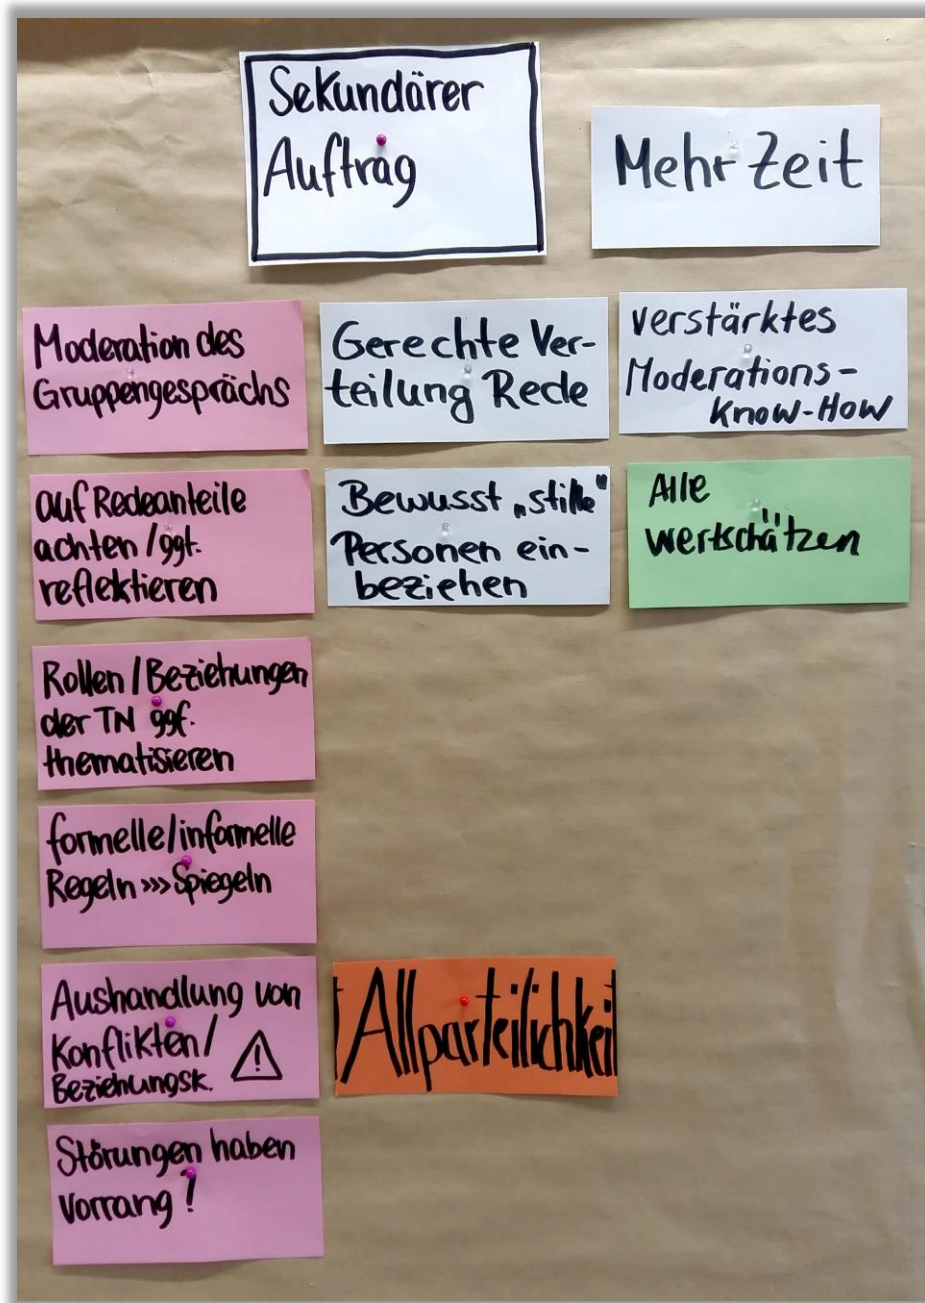 Sekundärer
Auftrag
Mehr Zeit
Moderation des
Gruppengesprächs
Gerechte Ver-
teilung Rede
verstärktes
Moderations-
Know-How
auf Redeanteile
achten / ggf.
reflektieren
Bewusst „stille"
Personen ein-
beziehen
Alle
wertschätzen
Rollen / Beziehungen
der TN ggf.
thematisieren
formelle/informelle
Regeln >>> Spiegeln
Aushandlung von
Konflikten /
Beziehungsk.
!
Allparteilichkeit
Störungen haben
Vorrang !